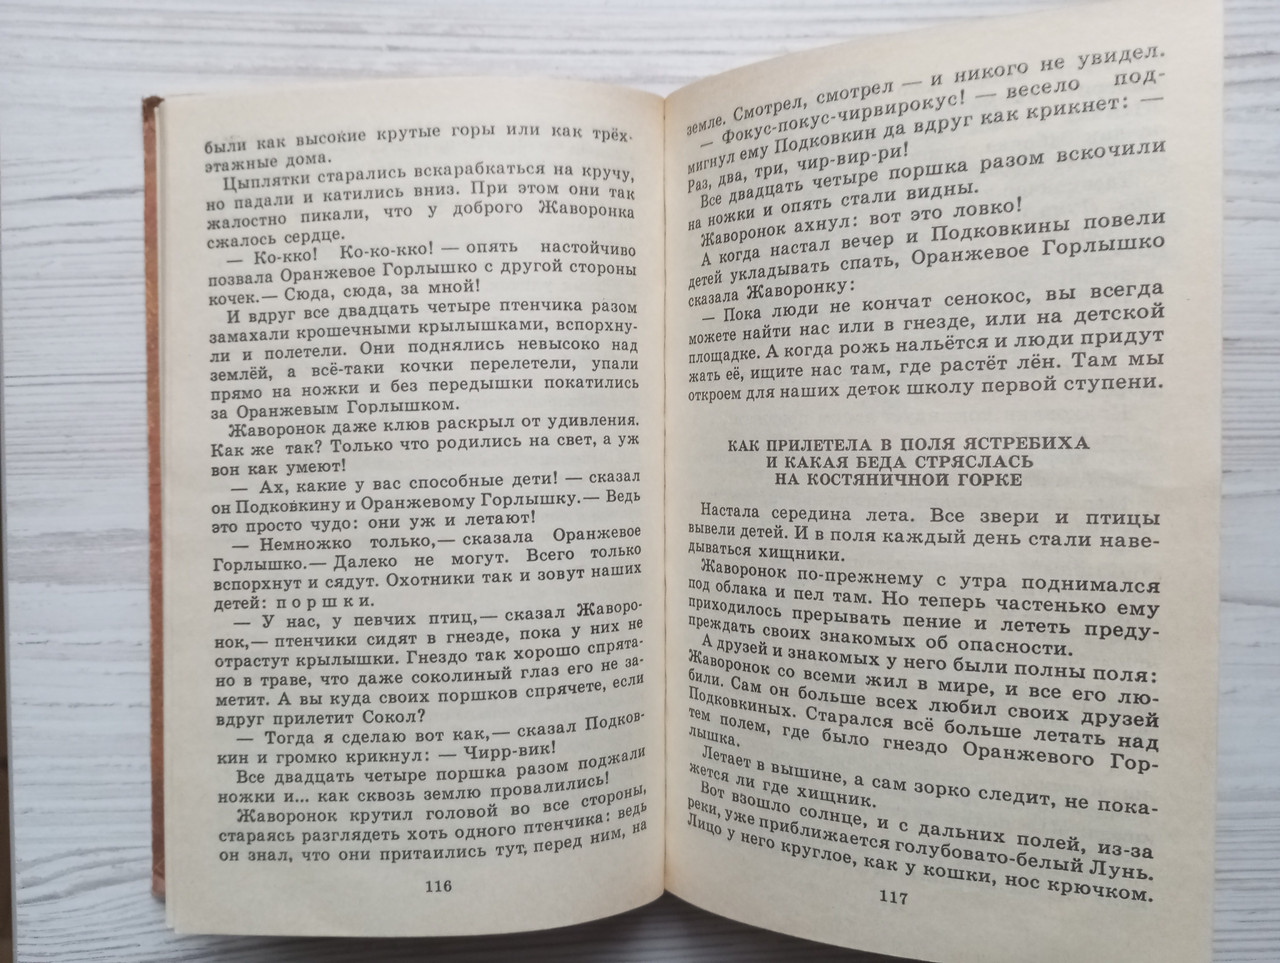 были как высокие крутые горы или как трёх-
этажные дома.
Цыплятки старались вскарабкаться на кручу,
но падали и катились вниз. При этом они так
жалостно пикали, что у доброго Жаворонка
сжалось сердце.
— Ко-кко! Ко-ко-кко! — опять настойчиво
позвала Оранжевое Горлышко с другой стороны
кочек.— Сюда, сюда, за мной!
И вдруг все двадцать четыре птенчика разом
замахали крошечными крылышками, вспорхну-
ли и полетели. Они поднялись невысоко над
землёй, а всё-таки кочки перелетели, упали
прямо на ножки и без передышки покатились
за Оранжевым Горлышком.
Жаворонок даже клюв раскрыл от удивления.
Как же так? Только что родились на свет, а уж
вон как умеют!
— Ах, какие у вас способные дети! — сказал
он Подковкину и Оранжевому Горлышку.— Ведь
это просто чудо: они уж и летают!
— Немножко только,— сказала Оранжевое
Горлышко.— Далеко не могут. Всего только
вспорхнут и сядут. Охотники так и зовут наших
детей: п о р ш к и.
— У нас, у певчих птиц,— сказал Жаворо-
нок,— птенчики сидят в гнезде, пока у них не
отрастут крылышки. Гнездо так хорошо спрята-
но в траве, что даже соколиный глаз его не за-
метит. А вы куда своих поршков спрячете, если
вдруг прилетит Сокол?
— Тогда я сделаю вот как,— сказал Подков-
кин и громко крикнул: — Чирр-вик!
Все двадцать четыре поршка разом поджали
ножки и... как сквозь землю провалились!
Жаворонок крутил головой во все стороны,
стараясь разглядеть хоть одного птенчика: ведь
он знал, что они притаились тут, перед ним, на
116
земле. Смотрел, смотрел — и никого не увидел.
— Фокус-покус-чирвирокус! — весело под-
мигнул ему Подковкин да вдруг как крикнет: —
Раз, два, три, чир-вир-ри!
Все двадцать четыре поршка разом вскочили
на ножки и опять стали видны.
Жаворонок ахнул: вот это ловко!
А когда настал вечер и Подковкины повели
детей укладывать спать, Оранжевое Горлышко
сказала Жаворонку:
— Пока люди не кончат сенокос, вы всегда
можете найти нас или в гнезде, или на детской
площадке. А когда рожь нальётся и люди придут
жать её, ищите нас там, где растёт лён. Там мы
откроем для наших деток школу первой ступени.
КАК ПРИЛЕТЕЛА В ПОЛЯ ЯСТРЕБИХА
И КАКАЯ БЕДА СТРЯСЛАСЬ
НА КОСТЯНИЧНОЙ ГОРКЕ
Настала середина лета. Все звери и птицы
вывели детей. И в поля каждый день стали наве-
дываться хищники.
Жаворонок по-прежнему с утра поднимался
под облака и пел там. Но теперь частенько ему
приходилось прерывать пение и лететь преду-
преждать своих знакомых об опасности.
А друзей и знакомых у него были полны поля:
Жаворонок со всеми жил в мире, и все его лю-
били. Сам он больше всех любил своих друзей
Подковкиных. Старался всё больше летать над
тем полем, где было гнездо Оранжевого Гор-
лышка.
Летает в вышине, а сам зорко следит, не пока-
жется ли где хищник.
Вот взошло солнце, и с дальних полей, из-за
реки, уже приближается голубовато-белый Лунь.
Лицо у него круглое, как у кошки, нос крючком.
117